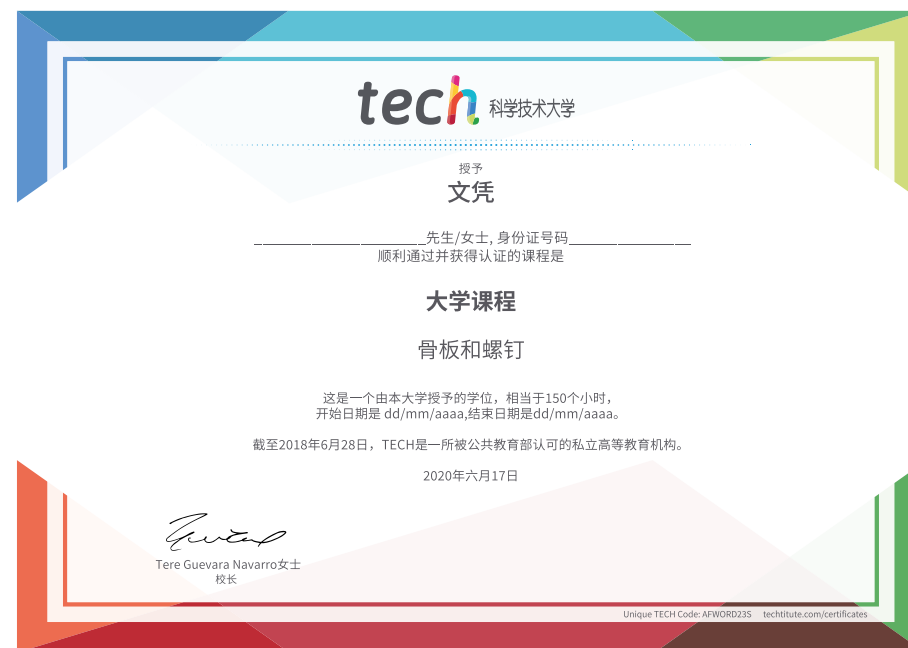 tech 科学技术大学
授予
文凭
________________________先生/女士, 身份证号码_________________
顺利通过并获得认证的课程是
大学课程
骨板和螺钉
这是一个由本大学授予的学位，相当于150个小时，
开始日期是 dd/mm/aaaa,结束日期是dd/mm/aaaa。
截至2018年6月28日，TECH是一所被公共教育部认可的私立高等教育机构。
2020年六月17日
Tere Guevara Navarro女士
校长
Unique TECH Code: AFWORD23S techtitute.com/certificates